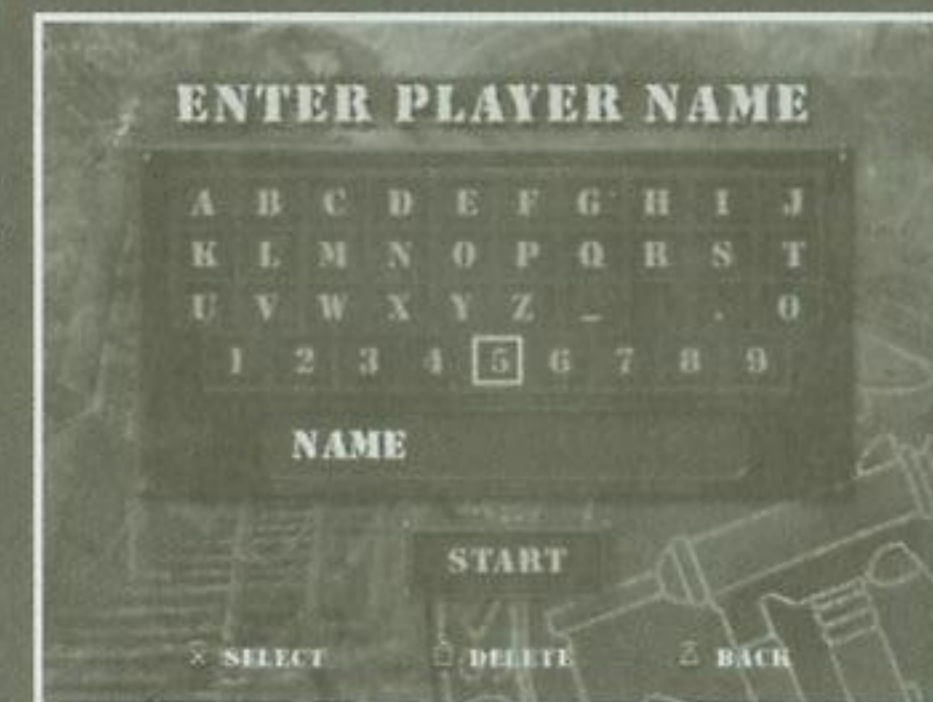 ENTER PLAYER NAME
A B C D E F G H I J
K L M N O P Q R S T
U V W X Y Z _ . 0
1 2 3 4 5 6 7 8 9
NAME
START
SELECT DELETE BACK